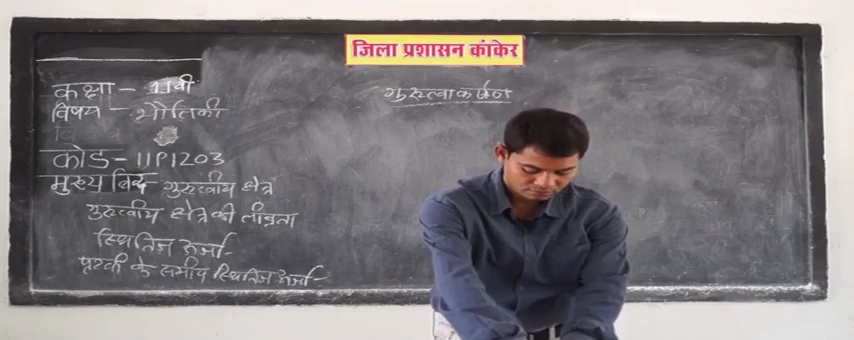 जिला प्रशासन कांकेर
गुरुत्वाकर्षण
कक्षा - 11वी
विषय - भौतिकी
कोड - 11P1203
मुख्य बिंदु गुरुत्वीय क्षेत्र
गुरुत्वीय क्षेत्र की तीव्रता
स्थितिज ऊर्जा -
पृथ्वी के समीप स्थितिज ऊर्जा -